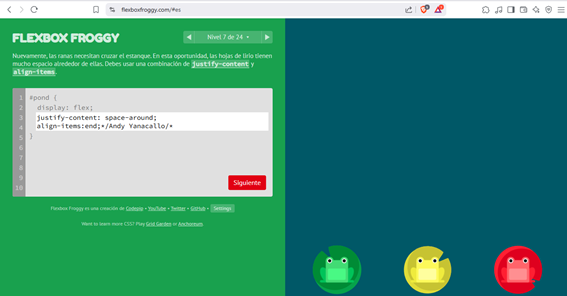 flexboxfroggy.com/#es
FLEXBOX FROGGY
Nivel 7 de 24
Nuevamente, las ranas necesitan cruzar el estanque. En esta oportunidad, las hojas de lirio tienen
mucho espacio alrededor de ellas. Debes usar una combinación de justify-content y
align-items.
1 #pond {
2 display: flex;
3 justify-content: space-around;
4 align-items:end;*/Andy Yanacallo/*
5 }
6
7
8
9
10
Siguiente
Flexbox Froggy es una creación de Codepip • YouTube • Twitter • GitHub • Settings
Want to learn more CSS? Play Grid Garden or Anchoreum.